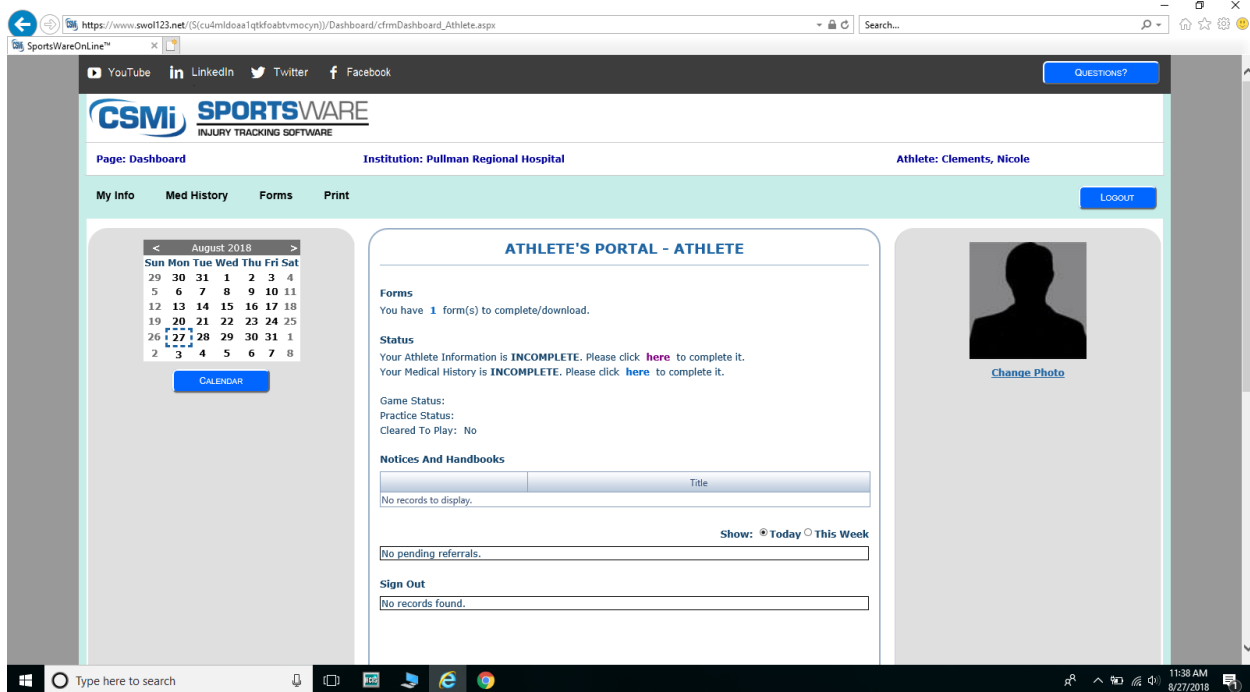 https://www.swol123.net/(S(cu4mldoaa1qtkfoabtvmocyn))/Dashboard/cfrmDashboard_Athlete.aspx
Search...
SportsWareOnLine™
YouTube LinkedIn Twitter Facebook
QUESTIONS?
CSMi SPORTSWARE
INJURY TRACKING SOFTWARE
Page: Dashboard Institution: Pullman Regional Hospital Athlete: Clements, Nicole
My Info Med History Forms Print
LOGOUT
< August 2018 >
Sun Mon Tue Wed Thu Fri Sat
29 30 31 1 2 3 4
5 6 7 8 9 10 11
12 13 14 15 16 17 18
19 20 21 22 23 24 25
26 27 28 29 30 31 1
2 3 4 5 6 7 8
CALENDAR
ATHLETE'S PORTAL - ATHLETE
Forms
You have 1 form(s) to complete/download.
Status
Your Athlete Information is INCOMPLETE. Please click here to complete it.
Your Medical History is INCOMPLETE. Please click here to complete it.
Game Status:
Practice Status:
Cleared To Play: No
Notices And Handbooks
Title
No records to display.
Show: Today This Week
No pending referrals.
Sign Out
No records found.
Change Photo
Type here to search
11:38 AM
8/27/2018